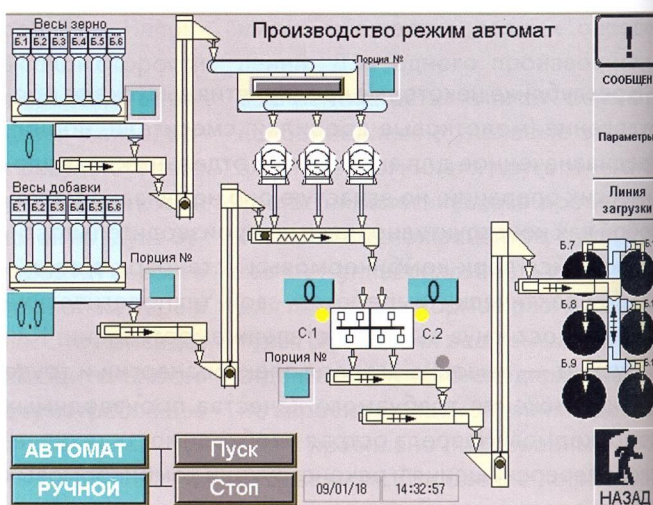 Производство режим автомат
Весы зерно
Б.1 Б.2 Б.3 Б.4 Б.5 Б.6
0
Порция №
!
СООБЩЕН
Параметры
Линия
загрузки
Весы добавки
Б.1 Б.2 Б.3 Б.4 Б.5 Б.6
Порция №
0,0
0
0
С.1
С.2
Порция №
Б.7
Б.8
Б.9
АВТОМАТ
Пуск
РУЧНОЙ
Стоп
09/01/18
14:32:57
НАЗАД